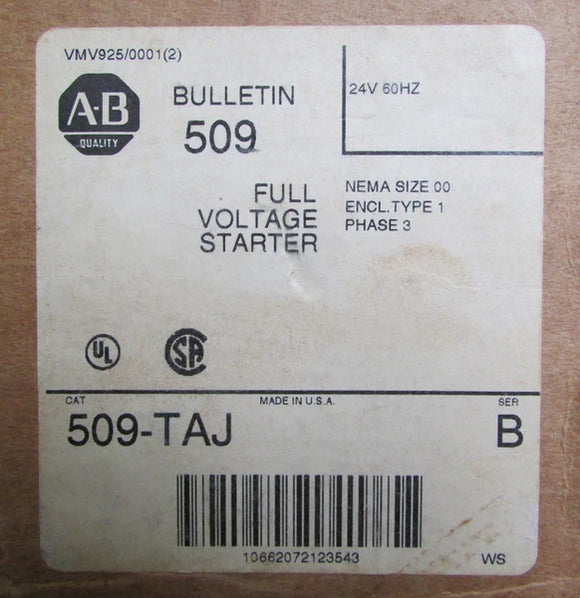 VMV925/0001(2)
A-B
QUALITY
BULLETIN
509
24V 60HZ
FULL
VOLTAGE
STARTER
NEMA SIZE 00
ENCL.TYPE 1
PHASE 3
UL
SA
CAT
MADE IN U.S.A.
SER
509-TAJ
B
10662072123543
WS